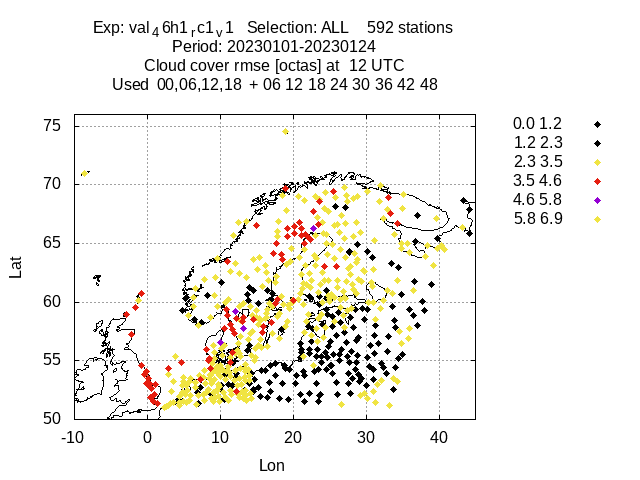 Exp: val4 6h1rc1v1 Selection: ALL 592 stations
Period: 20230101-20230124
Cloud cover rmse [octas] at 12 UTC
Used 00,06,12,18 + 06 12 18 24 30 36 42 48
75
70
65
60
55
50
Lat
-10 0 10 20 30 40
Lon
0.0 1.2
1.2 2.3
2.3 3.5
3.5 4.6
4.6 5.8
5.8 6.9